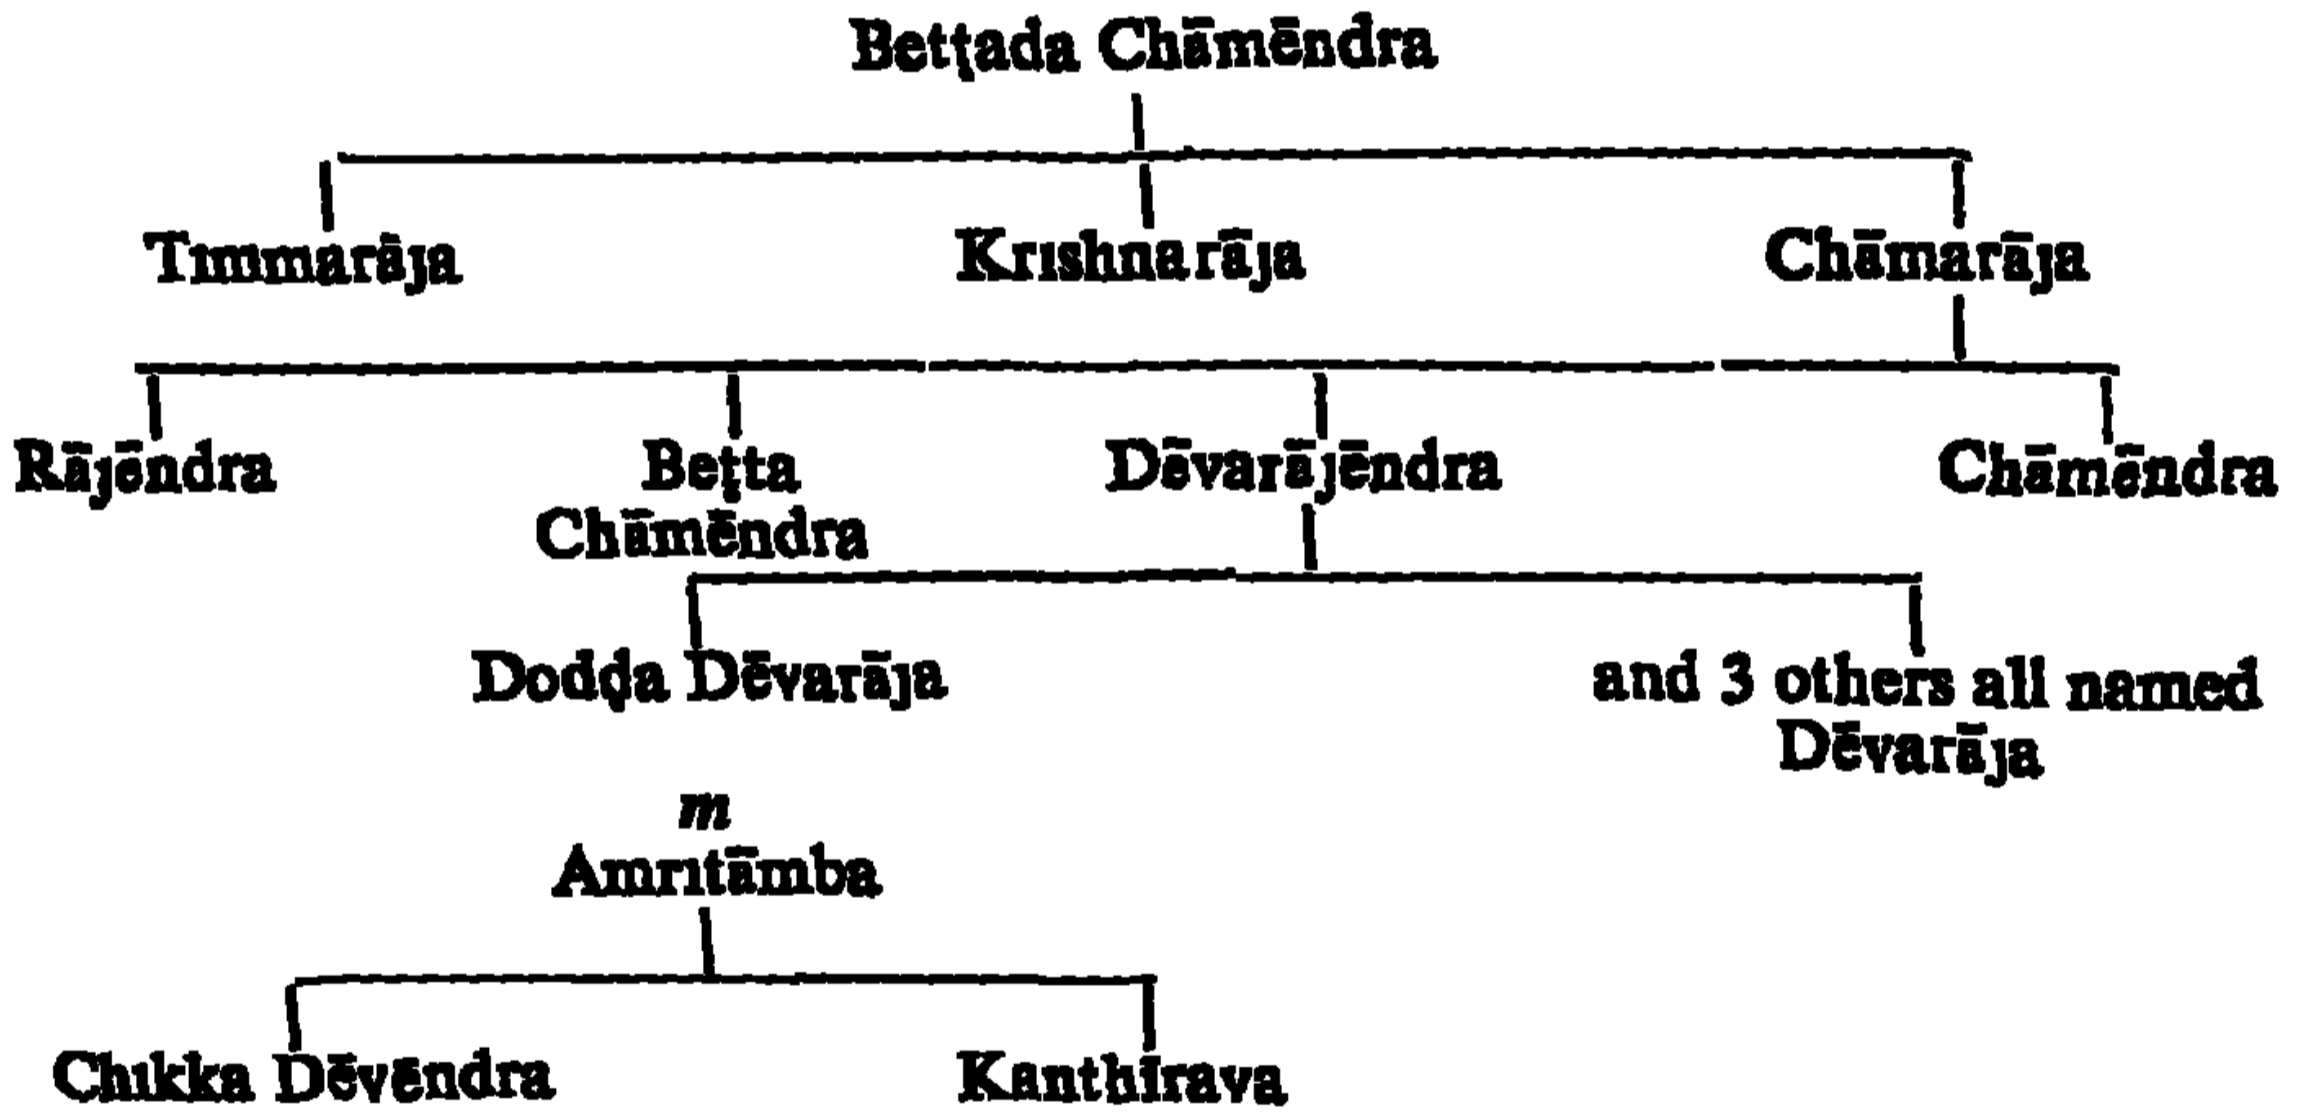 Beṭṭada Chāmēndra
Timmarāja Krishnarāja Chāmarāja
Rājēndra Beṭṭa Dēvarājēndra Chāmēndra
Chāmēndra
Doḍḍa Dēvarāja and 3 others all named
Dēvarāja
m
Amritāmba
Chikka Dēvēndra Kanthīrava